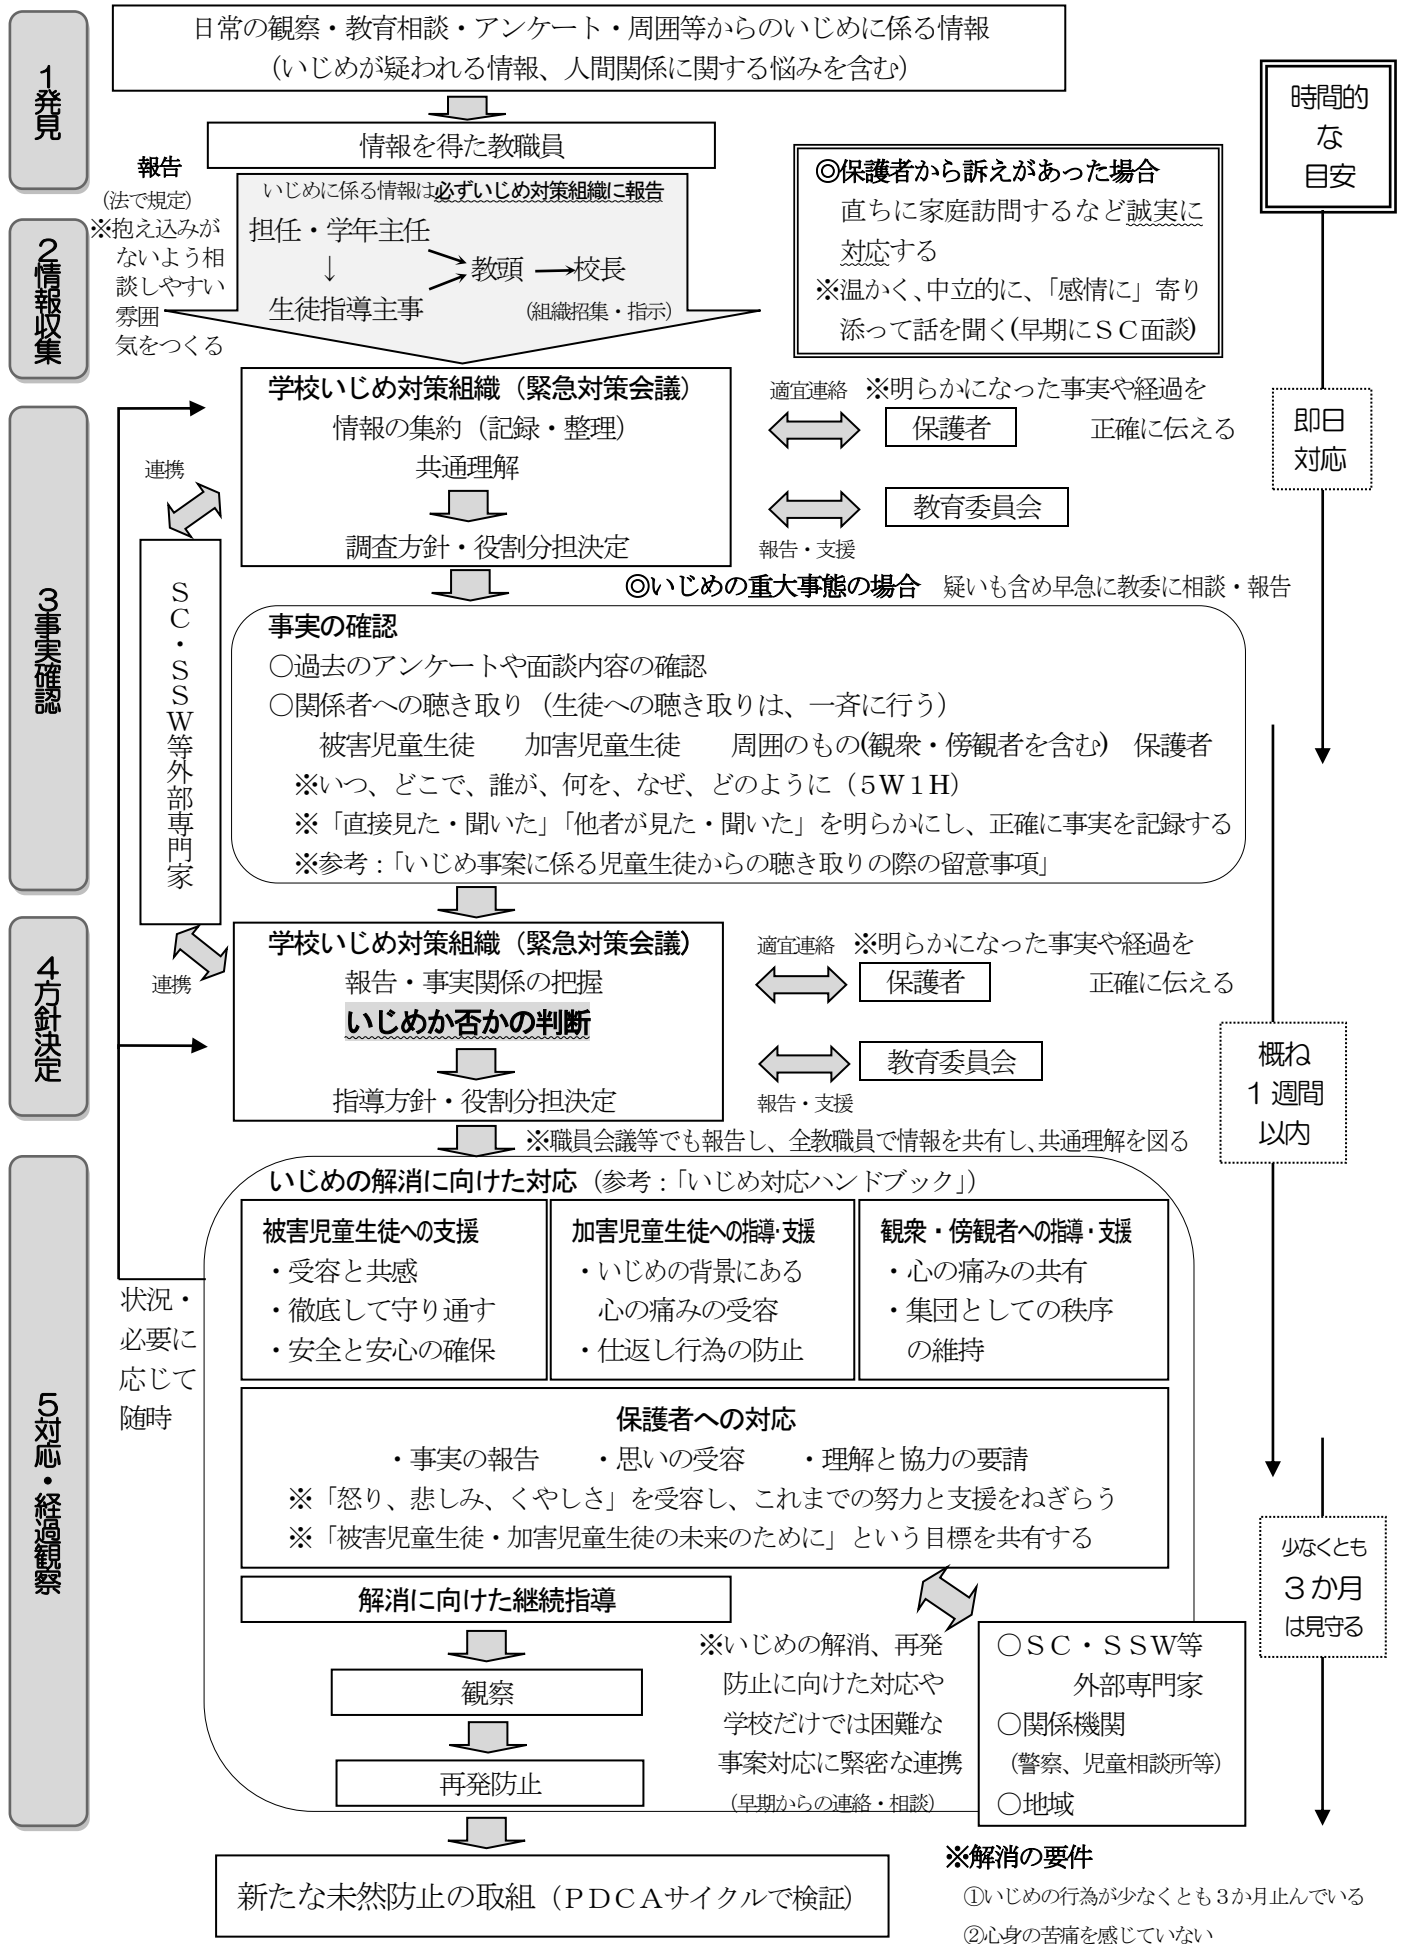 1発見
日常の観察・教育相談・アンケート・周囲等からのいじめに係る情報
（いじめが疑われる情報、人間関係に関する悩みを含む）
時間的
な
目安
情報を得た教職員
報告
（法で規定）
※抱え込みが
ないよう相
談しやすい
雰囲
気をつくる
2情報収集
いじめに係る情報は必ずいじめ対策組織に報告
担任・学年主任
↓
教頭
校長
生徒指導主事
（組織招集・指示）
◎保護者から訴えがあった場合
直ちに家庭訪問するなど誠実に
対応する
※温かく、中立的に、「感情に」寄り
添って話を聞く(早期にＳＣ面談)
3事実確認
学校いじめ対策組織（緊急対策会議）
情報の集約（記録・整理）
共通理解
調査方針・役割分担決定
適宜連絡 ※明らかになった事実や経過を
保護者 正確に伝える
教育委員会
報告・支援
即日
対応
連携
ＳＣ・ＳＳＷ等外部専門家
◎いじめの重大事態の場合 疑いも含め早急に教委に相談・報告
事実の確認
○過去のアンケートや面談内容の確認
○関係者への聴き取り（生徒への聴き取りは、一斉に行う）
被害児童生徒 加害児童生徒 周囲のもの(観衆・傍観者を含む) 保護者
※いつ、どこで、誰が、何を、なぜ、どのように（５Ｗ１Ｈ）
※「直接見た・聞いた」「他者が見た・聞いた」を明らかにし、正確に事実を記録する
※参考：「いじめ事案に係る児童生徒からの聴き取りの際の留意事項」
4方針決定
連携
学校いじめ対策組織（緊急対策会議）
報告・事実関係の把握
いじめか否かの判断
指導方針・役割分担決定
適宜連絡 ※明らかになった事実や経過を
保護者 正確に伝える
教育委員会
報告・支援
概ね
1週間
以内
※職員会議等でも報告し、全教職員で情報を共有し、共通理解を図る
5対応・経過観察
いじめの解消に向けた対応（参考：「いじめ対応ハンドブック」）
被害児童生徒への支援
・受容と共感
・徹底して守り通す
・安全と安心の確保
加害児童生徒への指導・支援
・いじめの背景にある
心の痛みの受容
・仕返し行為の防止
観衆・傍観者への指導・支援
・心の痛みの共有
・集団としての秩序
の維持
状況・
必要に
応じて
随時
保護者への対応
・事実の報告 ・思いの受容 ・理解と協力の要請
※「怒り、悲しみ、くやしさ」を受容し、これまでの努力と支援をねぎらう
※「被害児童生徒・加害児童生徒の未来のために」という目標を共有する
少なくとも
3か月
は見守る
解消に向けた継続指導
観察
再発防止
※いじめの解消、再発
防止に向けた対応や
学校だけでは困難な
事案対応に緊密な連携
（早期からの連絡・相談）
○ＳＣ・ＳＳＷ等
外部専門家
○関係機関
（警察、児童相談所等）
○地域
新たな未然防止の取組（ＰＤＣＡサイクルで検証）
※解消の要件
①いじめの行為が少なくとも３か月止んでいる
②心身の苦痛を感じていない